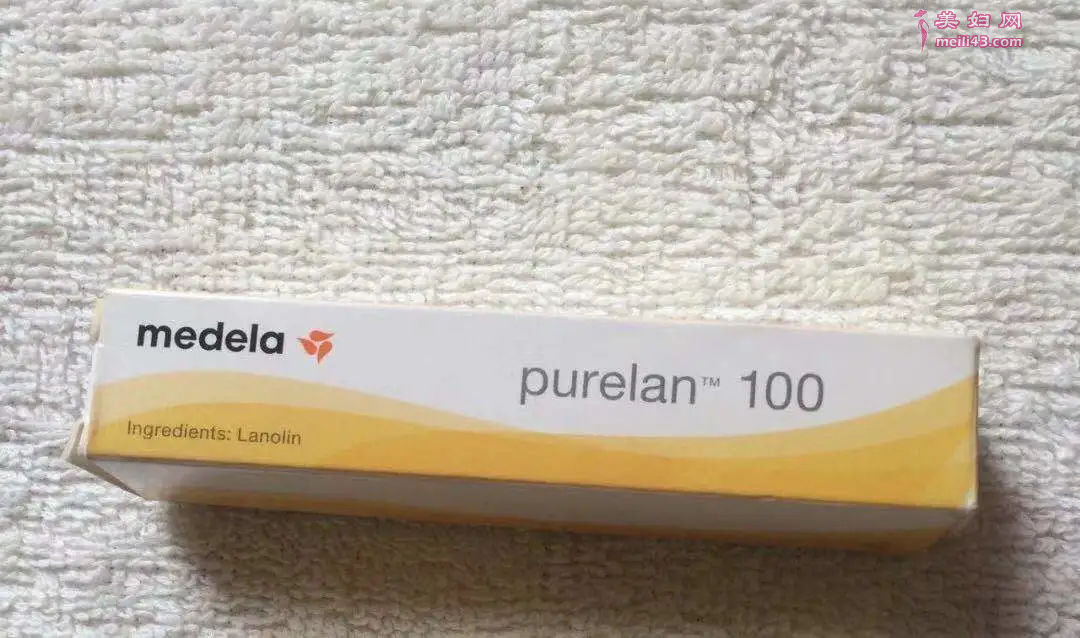 美妇网
meili43.com
medela
purelan™ 100
Ingredients: Lanolin